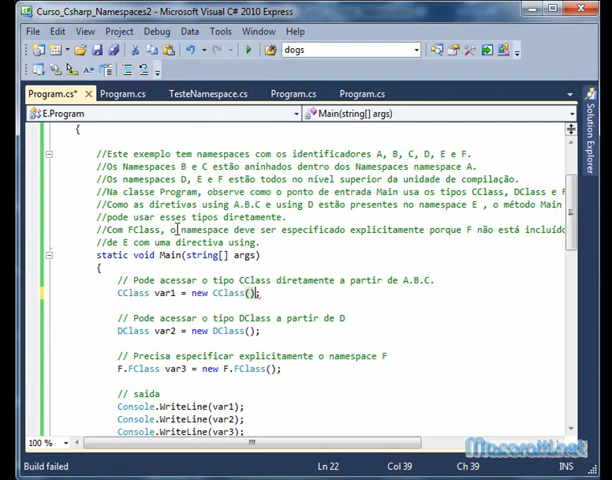 Curso_Csharp_Namespaces2 - Microsoft Visual C# 2010 Express
File Edit View Project Debug Data Tools Window Help
dogs
Program.cs* Program.cs TesteNamespace.cs Program.cs Program.cs
E.Program Main(string[] args)
Solution Explorer
{
//Este exemplo tem namespaces com os identificadores A, B, C, D, E e F.
//Os Namespaces B e C estão aninhados dentro dos Namespaces namespace A.
//Os namespaces D, E e F estão todos no nível superior da unidade de compilação.
//Na classe Program, observe como o ponto de entrada Main usa os tipos CClass, DClass e F
//Como as diretivas using A.B.C e using D estão presentes no namespace E , o método Main
//pode usar esses tipos diretamente.
//Com FClass, o namespace deve ser especificado explicitamente porque F não está incluído
//de E com uma directiva using.
static void Main(string[] args)
{
// Pode acessar o tipo CClass diretamente a partir de A.B.C.
CClass var1 = new CClass();
// Pode acessar o tipo DClass a partir de D
DClass var2 = new DClass();
// Precisa especificar explicitamente o namespace F
F.FClass var3 = new F.FClass();
// saida
Console.WriteLine(var1);
Console.WriteLine(var2);
Console.WriteLine(var3);
100 %
Macoratti.net
Build failed Ln 22 Col 39 Ch 39